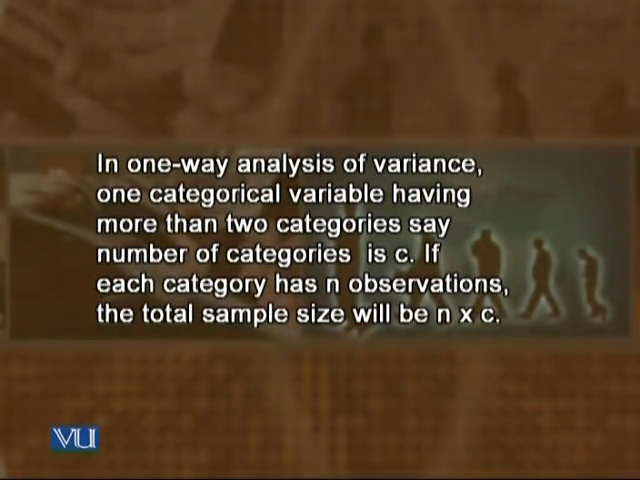 In one-way analysis of variance,
one categorical variable having
more than two categories say
number of categories is c. If
each category has n observations,
the total sample size will be n x c.
VU